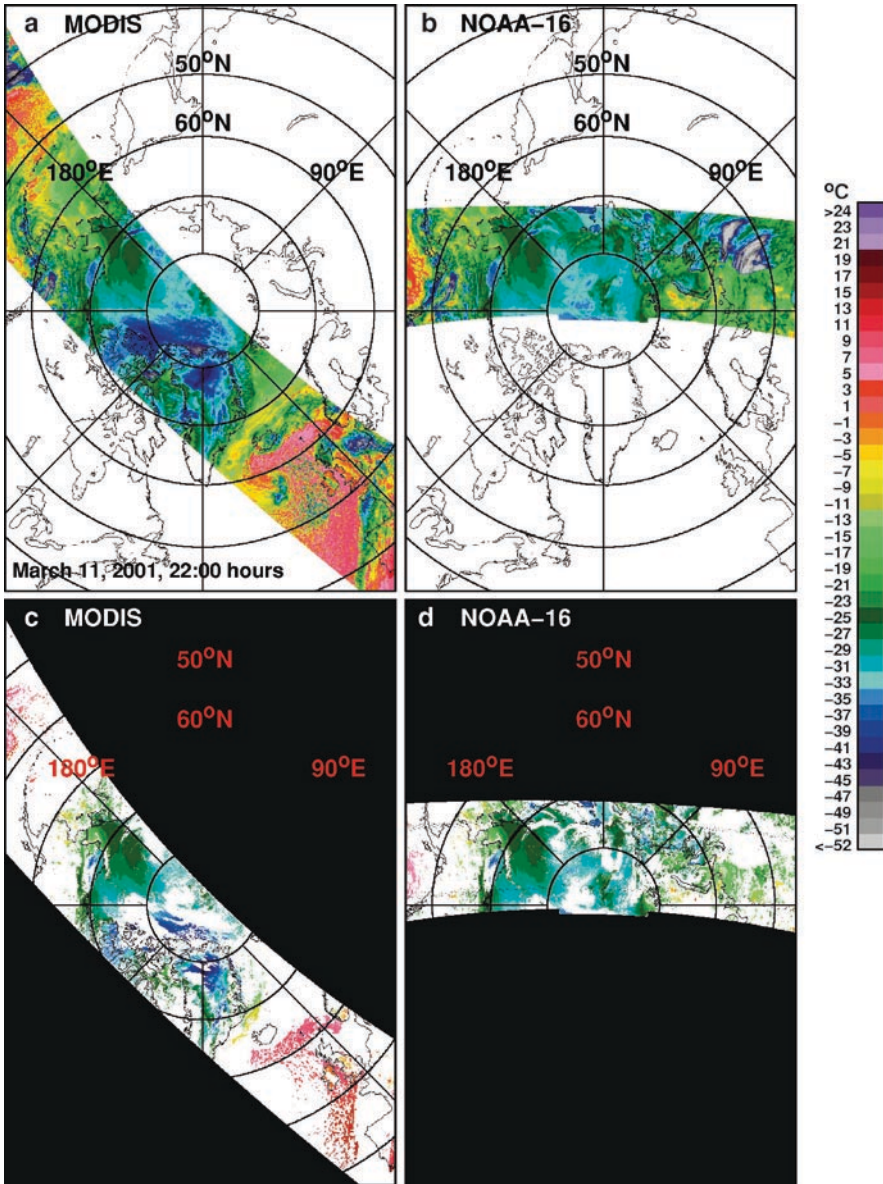 a MODIS
50°N
60°N
180°E 90°E
March 11, 2001, 22:00 hours
b NOAA–16
50°N
60°N
180°E 90°E
c MODIS
50°N
60°N
180°E 90°E
d NOAA–16
50°N
60°N
180°E 90°E
°C
>24
23
21
19
17
15
13
11
9
7
5
3
1
–1
–3
–5
–7
–9
–11
–13
–15
–17
–19
–21
–23
–25
–27
–29
–31
–33
–35
–37
–39
–41
–43
–45
–47
–49
–51
<–52